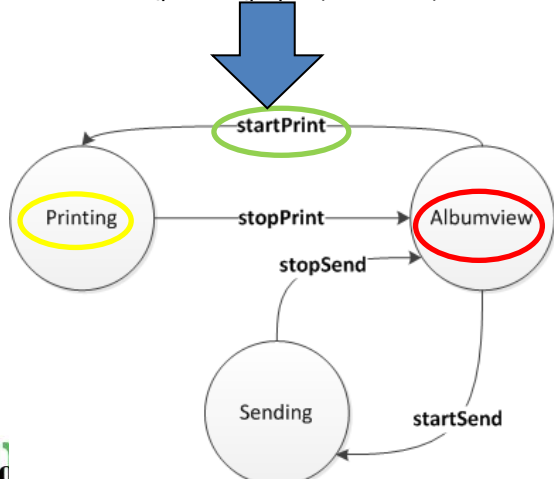 startPrint
Printing
stopPrint
Albumview
stopSend
Sending
startSend